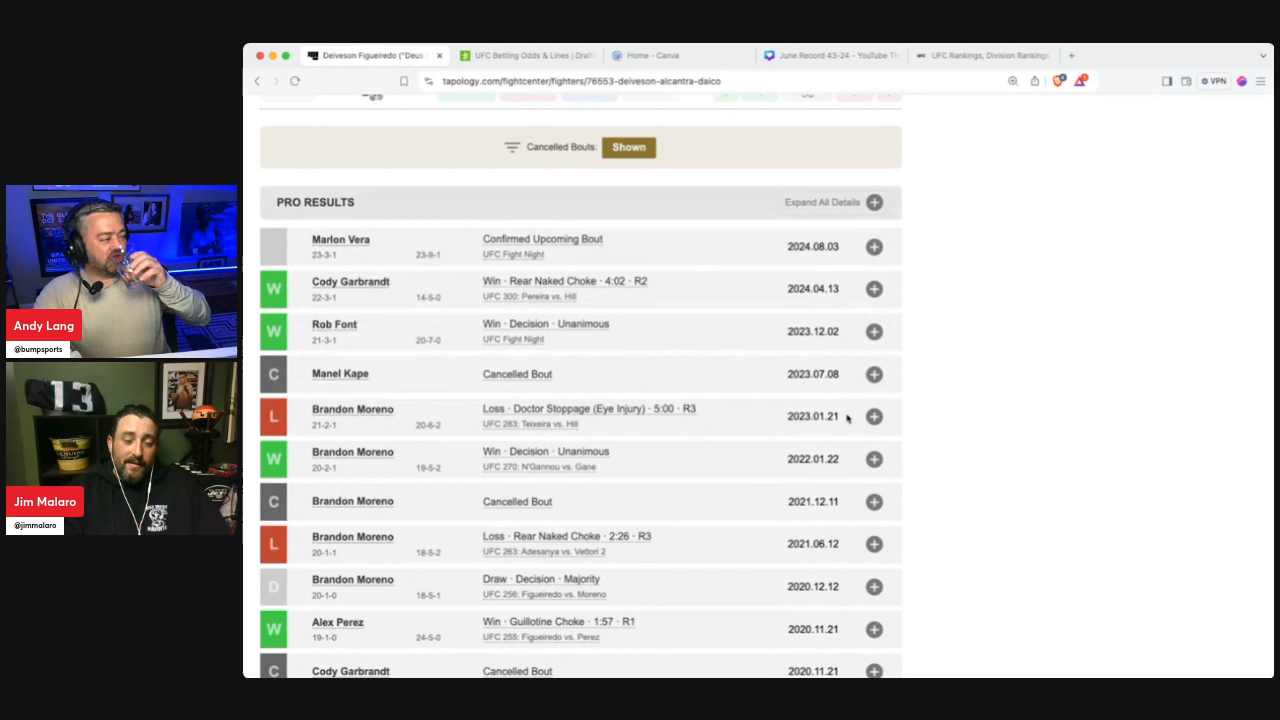 Deiveson Figueiredo ("Deus
UFC Betting Odds & Lines | Draft
Home - Canva
June Record 43-24 - YouTube Th
UFC Rankings, Division Rankings,
tapology.com/fightcenter/fighters/76553-deiveson-alcantra-daico
VPN
Cancelled Bouts: Shown
PRO RESULTS
Expand All Details
Marlon Vera Confirmed Upcoming Bout 2024.08.03
23-3-1 23-9-1 UFC Fight Night
W Cody Garbrandt Win · Rear Naked Choke · 4:02 · R2 2024.04.13
22-3-1 14-5-0 UFC 300: Pereira vs. Hill
W Rob Font Win · Decision · Unanimous 2023.12.02
21-3-1 20-7-0 UFC Fight Night
C Manel Kape Cancelled Bout 2023.07.08
L Brandon Moreno Loss · Doctor Stoppage (Eye Injury) · 5:00 · R3 2023.01.21
21-2-1 20-6-2 UFC 283: Teixeira vs. Hill
W Brandon Moreno Win · Decision · Unanimous 2022.01.22
20-2-1 19-5-2 UFC 270: N'Gannou vs. Gane
C Brandon Moreno Cancelled Bout 2021.12.11
L Brandon Moreno Loss · Rear Naked Choke · 2:26 · R3 2021.06.12
20-1-1 18-5-2 UFC 263: Adesanya vs. Vettori 2
D Brandon Moreno Draw · Decision · Majority 2020.12.12
20-1-0 18-5-1 UFC 256: Figueiredo vs. Moreno
W Alex Perez Win · Guillotine Choke · 1:57 · R1 2020.11.21
19-1-0 24-5-0 UFC 255: Figueiredo vs. Perez
C Cody Garbrandt Cancelled Bout 2020.11.21
Andy Lang
@bumpsports
13
Jim Malaro
@jimmalaro